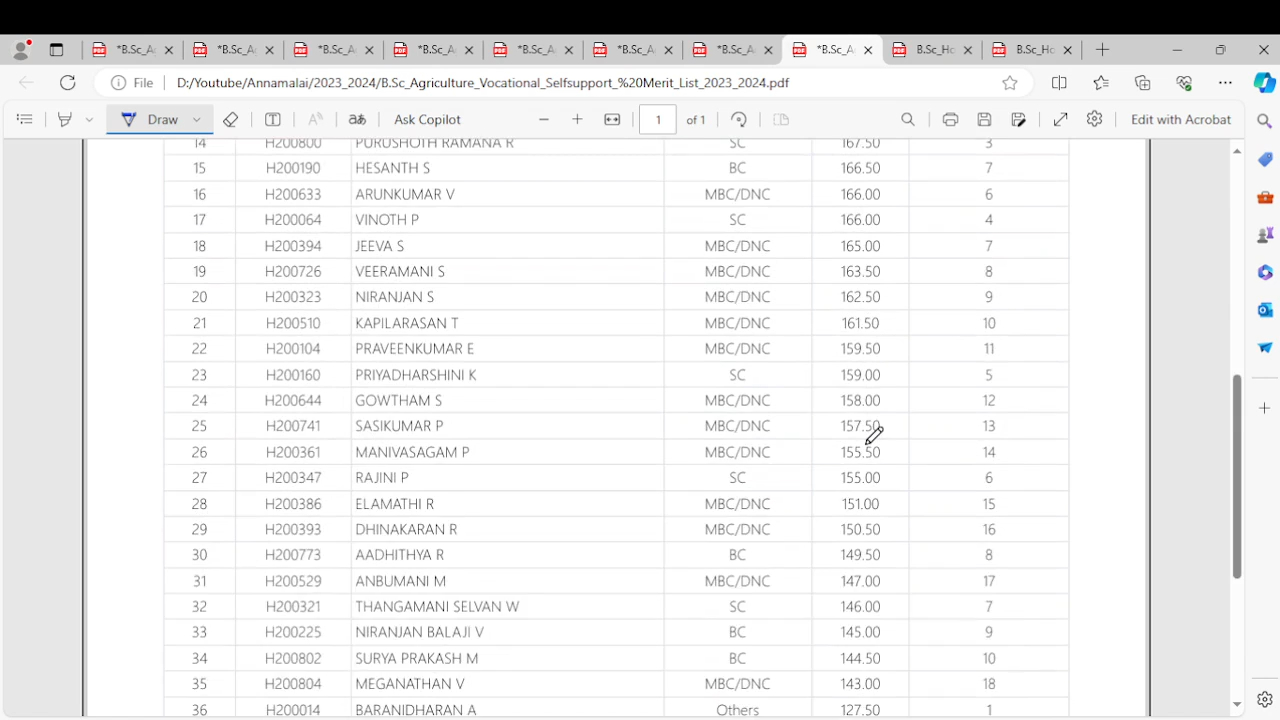 *B.Sc_A *B.Sc_A *B.Sc_A *B.Sc_A *B.Sc_A *B.Sc_A *B.Sc_A *B.Sc_A B.Sc_Ho B.Sc_Ho
File D:/Youtube/Annamalai/2023_2024/B.Sc_Agriculture_Vocational_Selfsupport_%20Merit_List_2023_2024.pdf
Draw aあ Ask Copilot 1 of 1 Edit with Acrobat
14 H200800 PURUSHOTH RAMANA R SC 167.50 3
15 H200190 HESANTH S BC 166.50 7
16 H200633 ARUNKUMAR V MBC/DNC 166.00 6
17 H200064 VINOTH P SC 166.00 4
18 H200394 JEEVA S MBC/DNC 165.00 7
19 H200726 VEERAMANI S MBC/DNC 163.50 8
20 H200323 NIRANJAN S MBC/DNC 162.50 9
21 H200510 KAPILARASAN T MBC/DNC 161.50 10
22 H200104 PRAVEENKUMAR E MBC/DNC 159.50 11
23 H200160 PRIYADHARSHINI K SC 159.00 5
24 H200644 GOWTHAM S MBC/DNC 158.00 12
25 H200741 SASIKUMAR P MBC/DNC 157.50 13
26 H200361 MANIVASAGAM P MBC/DNC 155.50 14
27 H200347 RAJINI P SC 155.00 6
28 H200386 ELAMATHI R MBC/DNC 151.00 15
29 H200393 DHINAKARAN R MBC/DNC 150.50 16
30 H200773 AADHITHYA R BC 149.50 8
31 H200529 ANBUMANI M MBC/DNC 147.00 17
32 H200321 THANGAMANI SELVAN W SC 146.00 7
33 H200225 NIRANJAN BALAJI V BC 145.00 9
34 H200802 SURYA PRAKASH M BC 144.50 10
35 H200804 MEGANATHAN V MBC/DNC 143.00 18
36 H200014 BARANIDHARAN A Others 127.50 1